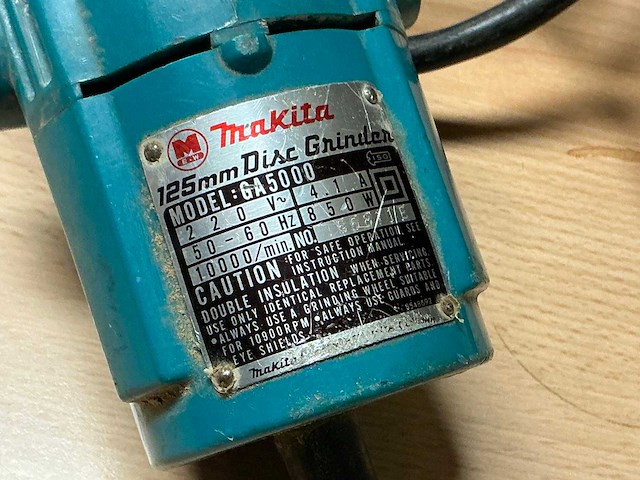 M
E & W
Makita
125mm Disc Grinder
ISO
MODEL: GA5000
220 V~ 4.1 A
50-60 Hz 850 W
10000/min. NO.
CAUTION FOR SAFE OPERATION, SEE
INSTRUCTION MANUAL.
DOUBLE INSULATION WHEN SERVICING,
USE ONLY IDENTICAL REPLACEMENT PARTS.
•ALWAYS USE A GRINDING WHEEL SUITABLE
FOR 10900RPM •ALWAYS USE GUARDS AND
EYE SHIELDS.
Makita